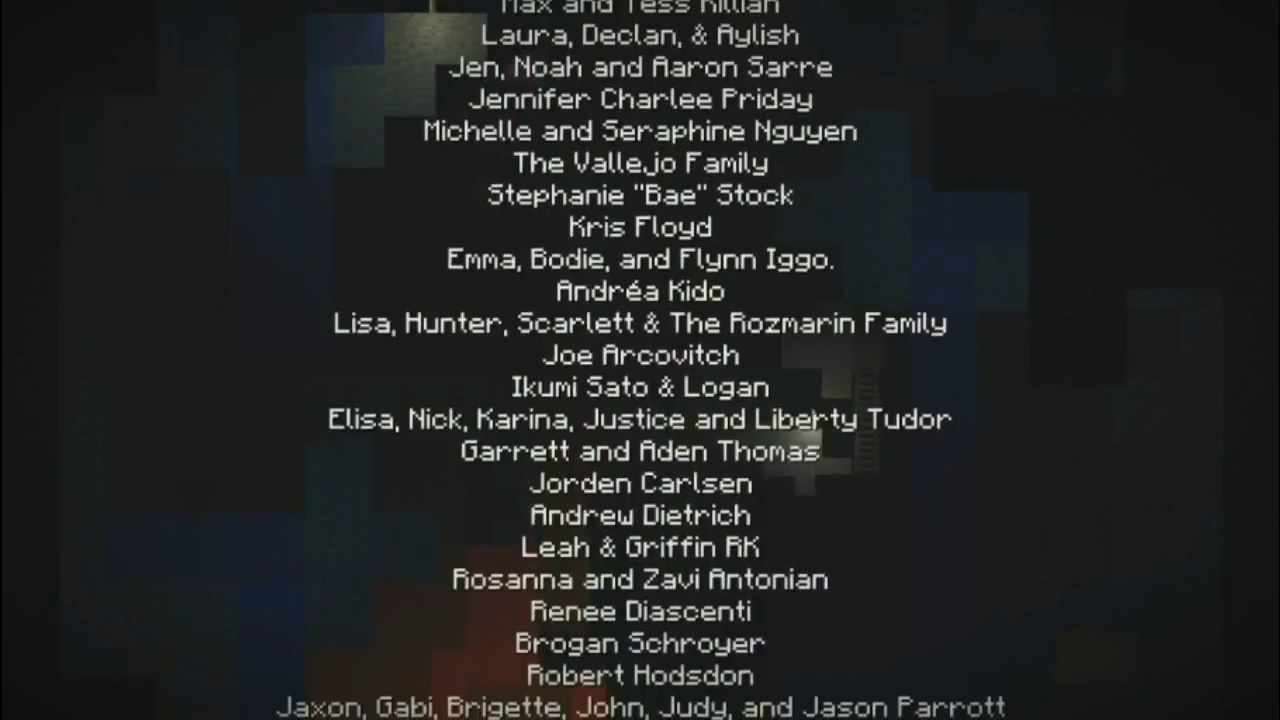 Max and Tess Killian
Laura, Declan, & Aylish
Jen, Noah and Aaron Sarre
Jennifer Charlee Priday
Michelle and Seraphine Nguyen
The Vallejo Family
Stephanie "Bae" Stock
Kris Floyd
Emma, Bodie, and Flynn Iggo.
Andréa Kido
Lisa, Hunter, Scarlett & The Rozmarin Family
Joe Arcovitch
Ikumi Sato & Logan
Elisa, Nick, Karina, Justice and Liberty Tudor
Garrett and Aden Thomas
Jorden Carlsen
Andrew Dietrich
Leah & Griffin RK
Rosanna and Zavi Antonian
Renee Diascenti
Brogan Schroyer
Robert Hodsdon
Jaxon, Gabi, Brigette, John, Judy, and Jason Parrott